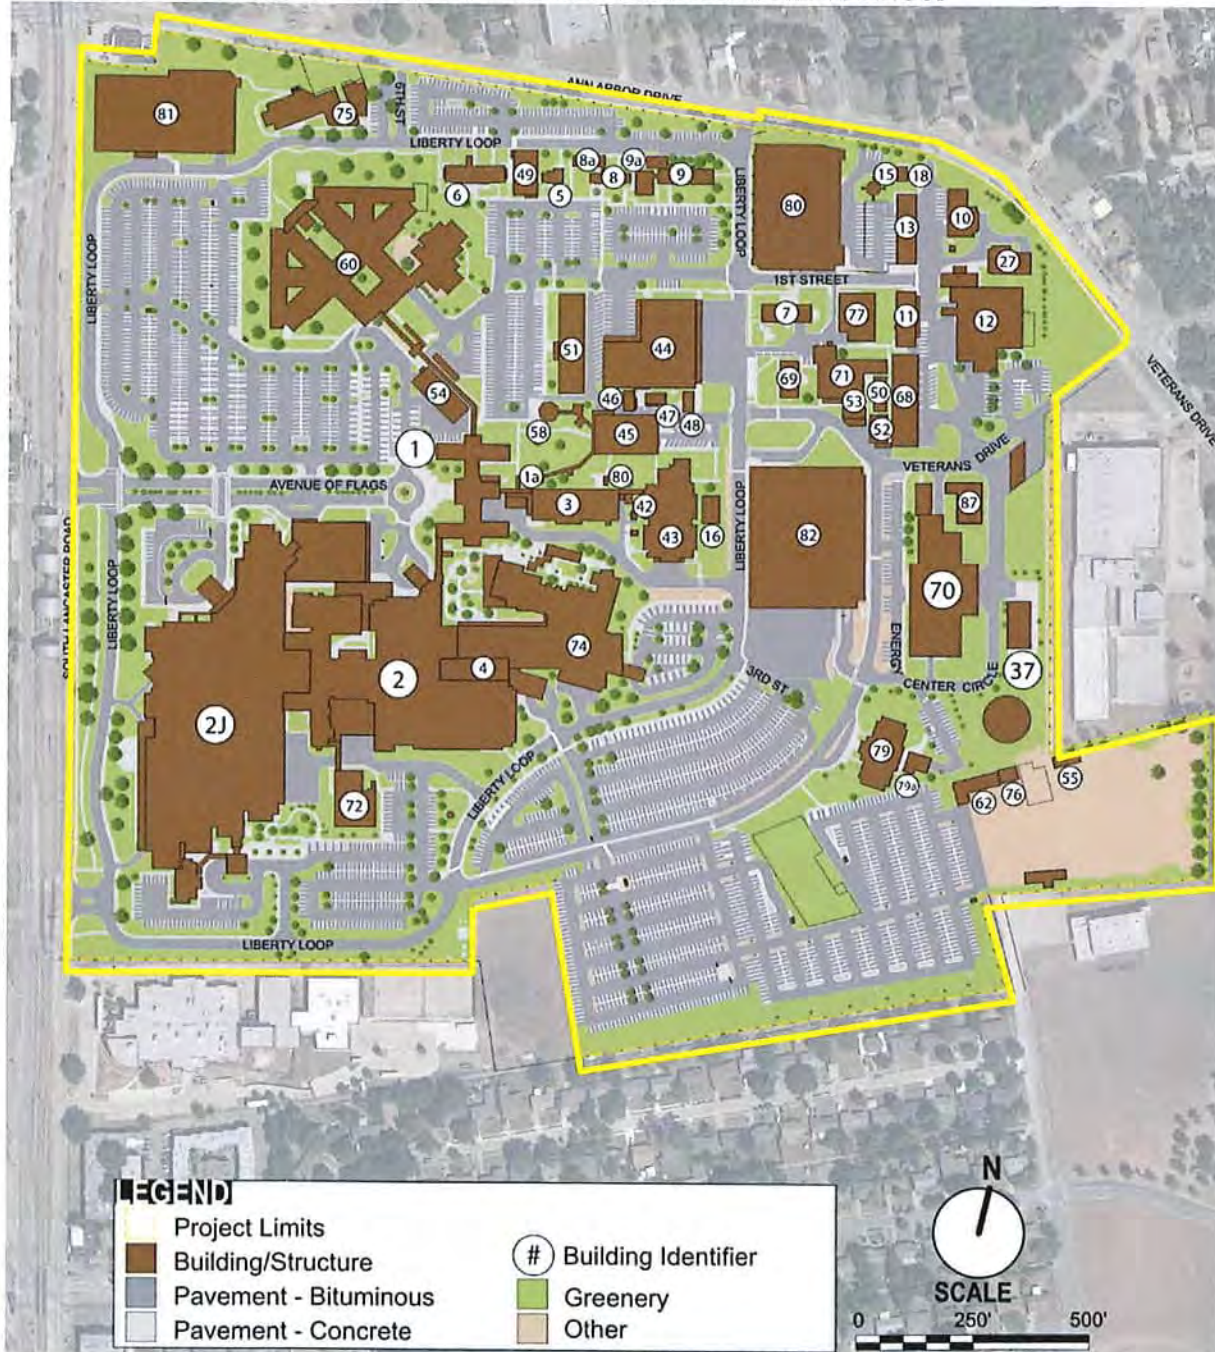 ANN ARBOR DRIVE
81
75
6TH ST
LIBERTY LOOP
8a
9a
49
6
5
8
9
15
18
80
LIBERTY LOOP
13
10
27
60
LIBERTY LOOP
1ST STREET
7
77
11
12
51
44
71
69
50
68
53
54
46
47
48
58
45
52
VETERANS DRIVE
1
1a
80
AVENUE OF FLAGS
3
42
43
16
LIBERTY LOOP
82
VETERANS DRIVE
87
70
SOUTH LANCASTER ROAD
LIBERTY LOOP
74
4
2
2J
ENERGY
CENTER CIRCLE
37
3RD ST
79
79a
62
76
55
72
LIBERTY LOOP
LIBERTY LOOP
LEGEND
Project Limits
Building/Structure
# Building Identifier
Pavement - Bituminous
Greenery
Pavement - Concrete
Other
N
SCALE
0 250' 500'